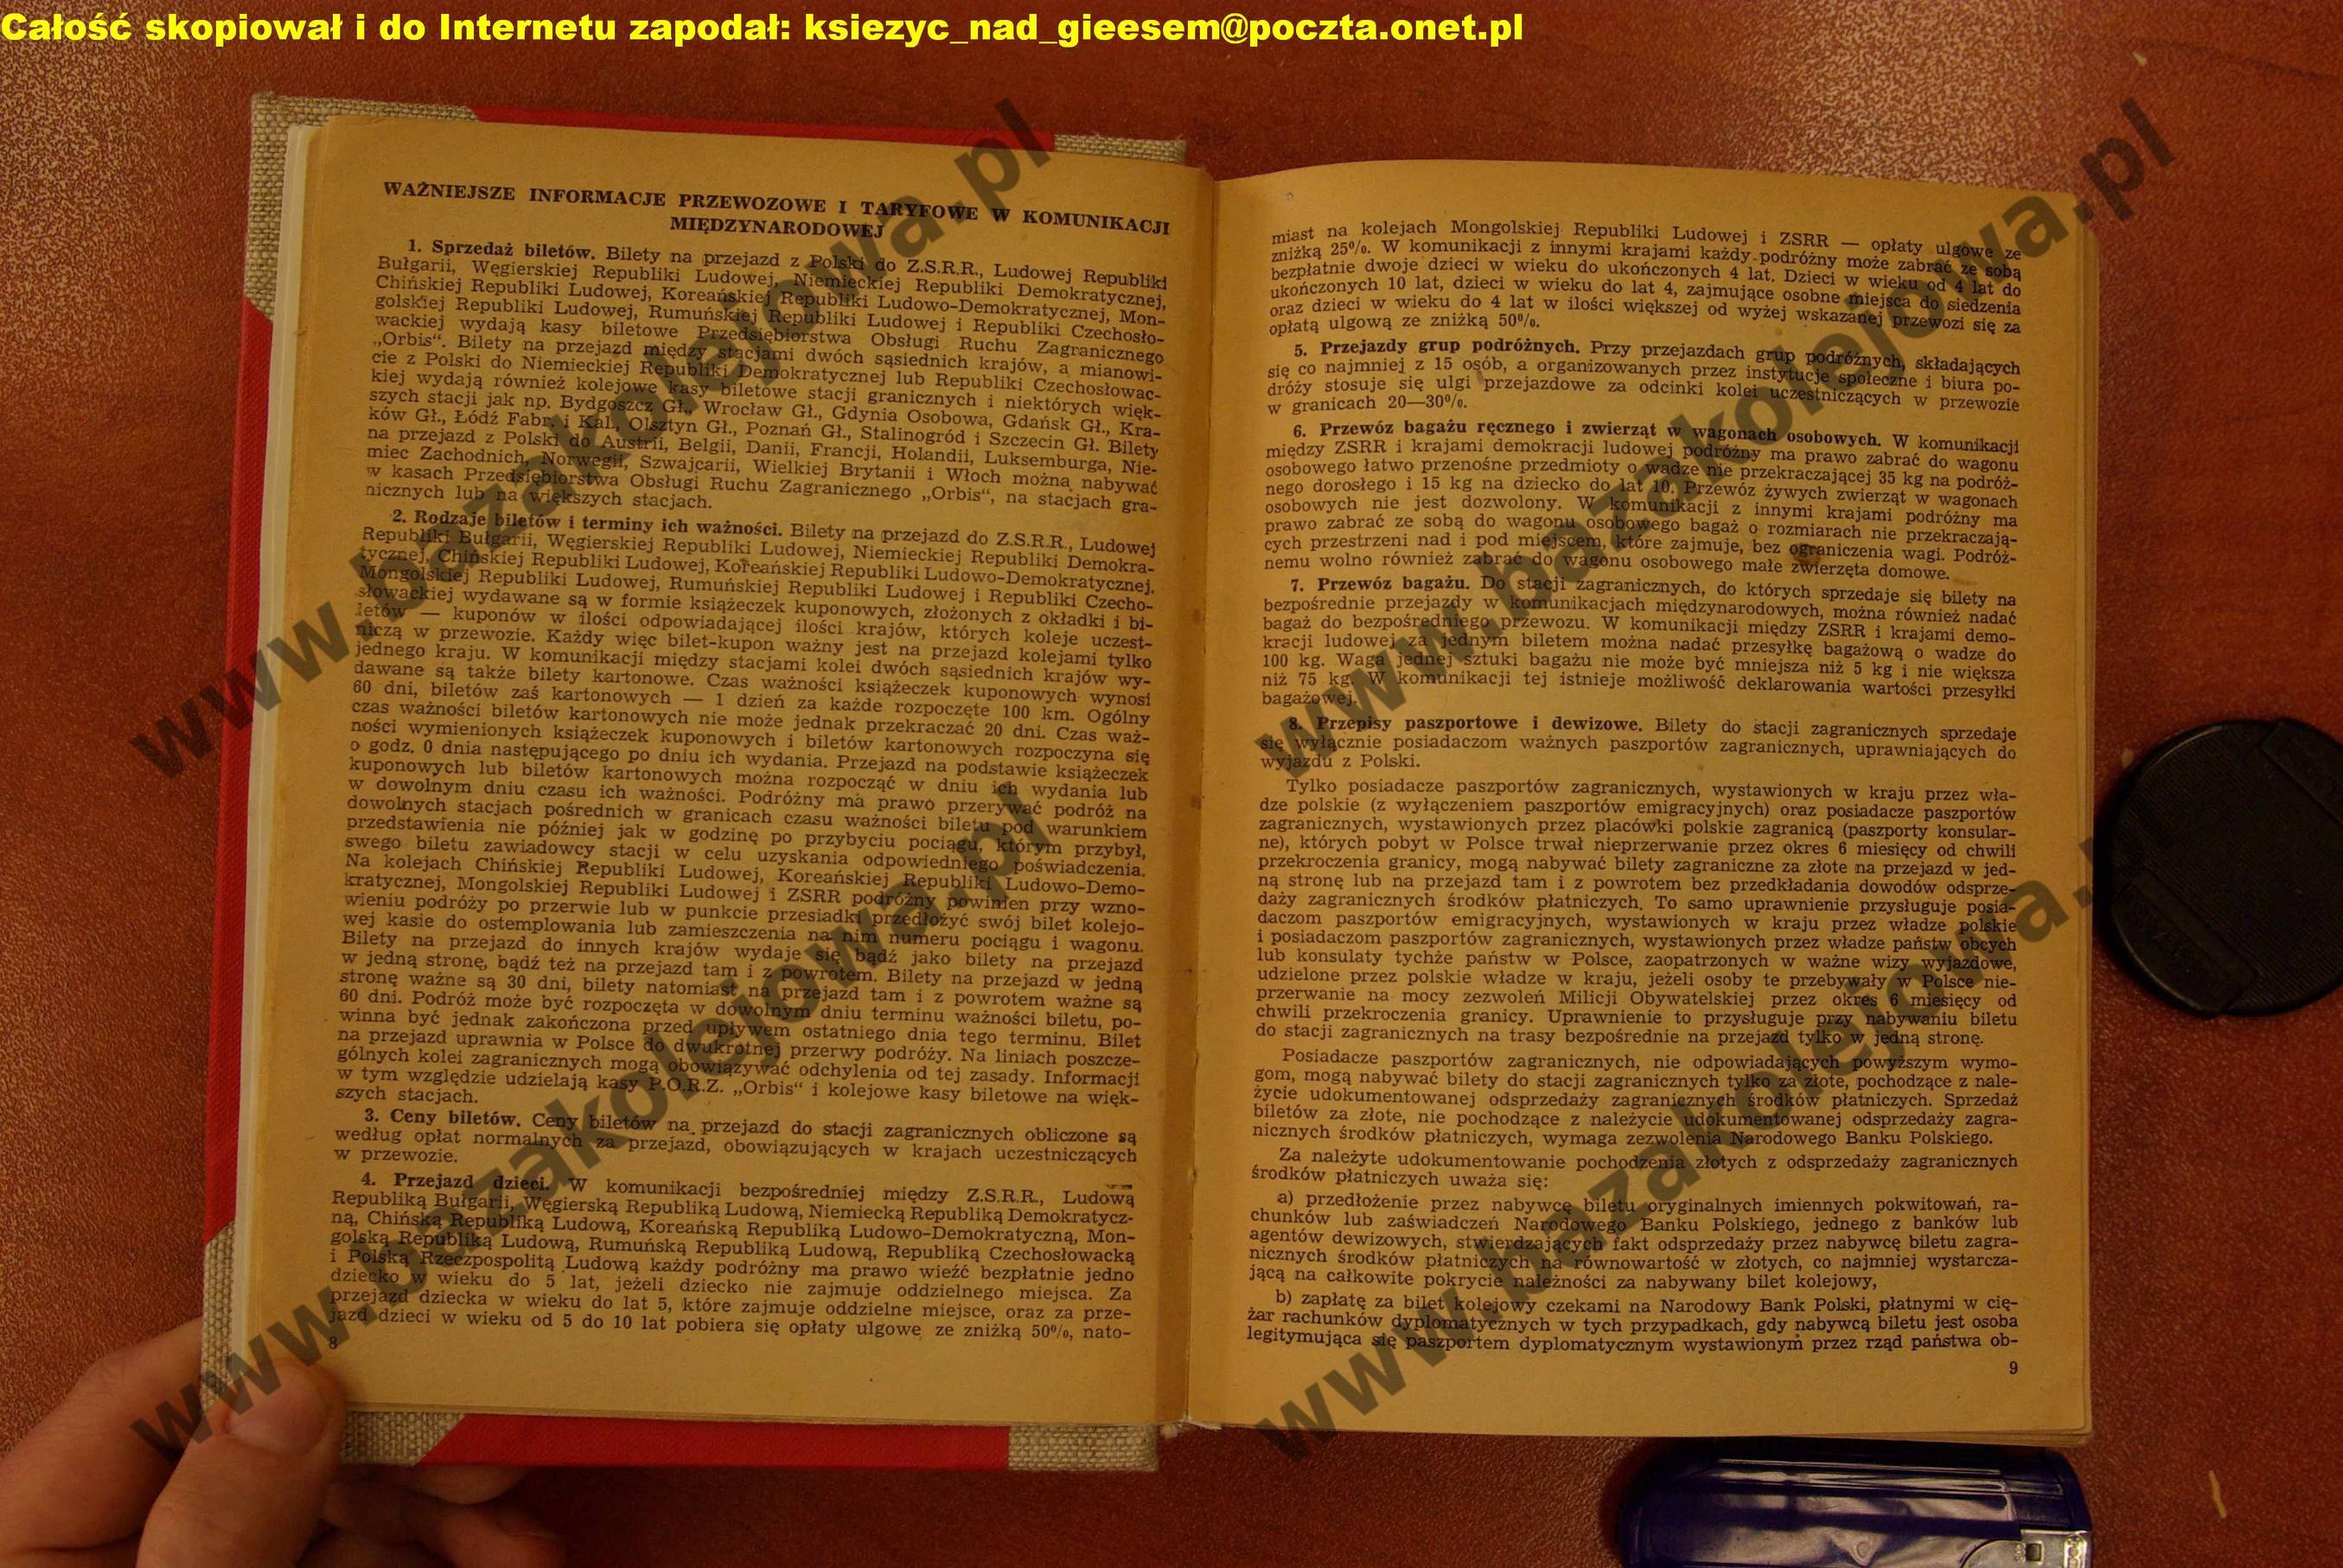 Całość skopiował i do Internetu zapodał: ksiezyc_nad_gieesem@poczta.onet.pl
WAŻNIEJSZE INFORMACJE PRZEWOZOWE I TARYFOWE W KOMUNIKACJI
MIĘDZYNARODOWEJ
1. Sprzedaż biletów. Bilety na przejazd z Polski do Z.S.R.R., Ludowej Republiki
Bułgarii, Węgierskiej Republiki Ludowej, Niemieckiej Republiki Demokratycznej,
Chińskiej Republiki Ludowej, Koreańskiej Republiki Ludowo-Demokratycznej, Mon-
golskiej Republiki Ludowej, Rumuńskiej Republiki Ludowej i Republiki Czechosło-
wackiej wydają kasy biletowe Przedsiębiorstwa Obsługi Ruchu Zagranicznego
„Orbis“. Bilety na przejazd między stacjami dwóch sąsiednich krajów, a mianowi-
cie z Polski do Niemieckiej Republiki Demokratycznej lub Republiki Czechosłowac-
kiej wydają również kolejowe kasy biletowe stacji granicznych i niektórych więk-
szych stacji jak np. Bydgoszcz Gł., Wrocław Gł., Gdynia Osobowa, Gdańsk Gł., Kra-
ków Gł., Łódź Fabr. i Kal., Olsztyn Gł., Poznań Gł., Stalinogród i Szczecin Gł. Bilety
na przejazd z Polski do Austrii, Belgii, Danii, Francji, Holandii, Luksemburga, Nie-
miec Zachodnich, Norwegii, Szwajcarii, Wielkiej Brytanii i Włoch można nabywać
w kasach Przedsiębiorstwa Obsługi Ruchu Zagranicznego „Orbis“, na stacjach gra-
nicznych lub na większych stacjach.
2. Rodzaje biletów i terminy ich ważności. Bilety na przejazd do Z.S.R.R., Ludowej
Republiki Bułgarii, Węgierskiej Republiki Ludowej, Niemieckiej Republiki Demokra-
tycznej, Chińskiej Republiki Ludowej, Koreańskiej Republiki Ludowo-Demokratycznej.
Mongolskiej Republiki Ludowej, Rumuńskiej Republiki Ludowej i Republiki Czecho-
słowackiej wydawane są w formie książeczek kuponowych, złożonych z okładki i bi-
letów — kuponów w ilości odpowiadającej ilości krajów, których koleje uczest-
niczą w przewozie. Każdy więc bilet-kupon ważny jest na przejazd kolejami tylko
jednego kraju. W komunikacji między stacjami kolei dwóch sąsiednich krajów wy-
dawane są także bilety kartonowe. Czas ważności książeczek kuponowych wynosi
60 dni, biletów zaś kartonowych — 1 dzień za każde rozpoczęte 100 km. Ogólny
czas ważności biletów kartonowych nie może jednak przekraczać 20 dni. Czas waż-
ności wymienionych książeczek kuponowych i biletów kartonowych rozpoczyna się
o godz. 0 dnia następującego po dniu ich wydania. Przejazd na podstawie książeczek
kuponowych lub biletów kartonowych można rozpocząć w dniu ich wydania lub
w dowolnym dniu czasu ich ważności. Podróżny ma prawo przerywać podróż na
dowolnych stacjach pośrednich w granicach czasu ważności biletu pod warunkiem
przedstawienia nie później jak w godzinę po przybyciu pociągu, którym przybył,
swego biletu zawiadowcy stacji w celu uzyskania odpowiedniego poświadczenia.
Na kolejach Chińskiej Republiki Ludowej, Koreańskiej Republiki Ludowo-Demo-
kratycznej, Mongolskiej Republiki Ludowej i ZSRR podróżny powinien przy wzno-
wieniu podróży po przerwie lub w punkcie przesiadki przedłożyć swój bilet kolejo-
wej kasie do ostemplowania lub zamieszczenia na nim numeru pociągu i wagonu.
Bilety na przejazd do innych krajów wydaje się bądź jako bilety na przejazd
w jedną stronę, bądź też na przejazd tam i z powrotem. Bilety na przejazd w jedną
stronę ważne są 30 dni, bilety natomiast na przejazd tam i z powrotem ważne są
60 dni. Podróż może być rozpoczęta w dowolnym dniu terminu ważności biletu, po-
winna być jednak zakończona przed upływem ostatniego dnia tego terminu. Bilet
na przejazd uprawnia w Polsce do dwukrotnej przerwy podróży. Na liniach poszcze-
gólnych kolei zagranicznych mogą obowiązywać odchylenia od tej zasady. Informacji
w tym względzie udzielają kasy P.O.R.Z. „Orbis“ i kolejowe kasy biletowe na więk-
szych stacjach.
3. Ceny biletów. Ceny biletów na przejazd do stacji zagranicznych obliczone są
według opłat normalnych za przejazd, obowiązujących w krajach uczestniczących
w przewozie.
4. Przejazd dzieci. W komunikacji bezpośredniej między Z.S.R.R., Ludową
Republiką Bułgarii, Węgierską Republiką Ludową, Niemiecką Republiką Demokratycz-
ną, Chińską Republiką Ludową, Koreańską Republiką Ludowo-Demokratyczną, Mon-
golską Republiką Ludową, Rumuńską Republiką Ludową, Republiką Czechosłowacką
i Polską Rzeczpospolitą Ludową każdy podróżny ma prawo wieźć bezpłatnie jedno
dziecko w wieku do 5 lat, jeżeli dziecko nie zajmuje oddzielnego miejsca. Za
przejazd dziecka w wieku do lat 5, które zajmuje oddzielne miejsce, oraz za prze-
jazd dzieci w wieku od 5 do 10 lat pobiera się opłaty ulgowe ze zniżką 50%, nato-
8
miast na kolejach Mongolskiej Republiki Ludowej i ZSRR — opłaty ulgowe ze
zniżką 25%. W komunikacji z innymi krajami każdy podróżny może zabrać ze sobą
bezpłatnie dwoje dzieci w wieku do ukończonych 4 lat. Dzieci w wieku od 4 lat do
ukończonych 10 lat, dzieci w wieku do lat 4, zajmujące osobne miejsca do siedzenia
oraz dzieci w wieku do 4 lat w ilości większej od wyżej wskazanej przewozi się za
opłatą ulgową ze zniżką 50%.
5. Przejazdy grup podróżnych. Przy przejazdach grup podróżnych, składających
się co najmniej z 15 osób, a organizowanych przez instytucje społeczne i biura po-
dróży stosuje się ulgi przejazdowe za odcinki kolei uczestniczących w przewozie
w granicach 20—30%.
6. Przewóz bagażu ręcznego i zwierząt w wagonach osobowych. W komunikacji
między ZSRR i krajami demokracji ludowej podróżny ma prawo zabrać do wagonu
osobowego łatwo przenośne przedmioty o wadze nie przekraczającej 35 kg na podróż-
nego dorosłego i 15 kg na dziecko do lat 10. Przewóz żywych zwierząt w wagonach
osobowych nie jest dozwolony. W komunikacji z innymi krajami podróżny ma
prawo zabrać ze sobą do wagonu osobowego bagaż o rozmiarach nie przekraczają-
cych przestrzeni nad i pod miejscem, które zajmuje, bez ograniczenia wagi. Podróż-
nemu wolno również zabrać do wagonu osobowego małe zwierzęta domowe.
7. Przewóz bagażu. Do stacji zagranicznych, do których sprzedaje się bilety na
bezpośrednie przejazdy w komunikacjach międzynarodowych, można również nadać
bagaż do bezpośredniego przewozu. W komunikacji między ZSRR i krajami demo-
kracji ludowej za jednym biletem można nadać przesyłkę bagażową o wadze do
100 kg. Waga jednej sztuki bagażu nie może być mniejsza niż 5 kg i nie większa
niż 75 kg. W komunikacji tej istnieje możliwość deklarowania wartości przesyłki
bagażowej.
8. Przepisy paszportowe i dewizowe. Bilety do stacji zagranicznych sprzedaje
się wyłącznie posiadaczom ważnych paszportów zagranicznych, uprawniających do
wyjazdu z Polski.
Tylko posiadacze paszportów zagranicznych, wystawionych w kraju przez wła-
dze polskie (z wyłączeniem paszportów emigracyjnych) oraz posiadacze paszportów
zagranicznych, wystawionych przez placówki polskie zagranicą (paszporty konsular-
ne), których pobyt w Polsce trwał nieprzerwanie przez okres 6 miesięcy od chwili
przekroczenia granicy, mogą nabywać bilety zagraniczne za złote na przejazd w jed-
ną stronę lub na przejazd tam i z powrotem bez przedkładania dowodów odsprze-
daży zagranicznych środków płatniczych. To samo uprawnienie przysługuje posia-
daczom paszportów emigracyjnych, wystawionych w kraju przez władze polskie
i posiadaczom paszportów zagranicznych, wystawionych przez władze państw obcych
lub konsulaty tychże państw w Polsce, zaopatrzonych w ważne wizy wyjazdowe,
udzielone przez polskie władze w kraju, jeżeli osoby te przebywały w Polsce nie-
przerwanie na mocy zezwoleń Milicji Obywatelskiej przez okres 6 miesięcy od
chwili przekroczenia granicy. Uprawnienie to przysługuje przy nabywaniu biletu
do stacji zagranicznych na trasy bezpośrednie na przejazd tylko w jedną stronę.
Posiadacze paszportów zagranicznych, nie odpowiadających powyższym wymo-
gom, mogą nabywać bilety do stacji zagranicznych tylko za złote, pochodzące z nale-
życie udokumentowanej odsprzedaży zagranicznych środków płatniczych. Sprzedaż
biletów za złote, nie pochodzące z należycie udokumentowanej odsprzedaży zagra-
nicznych środków płatniczych, wymaga zezwolenia Narodowego Banku Polskiego.
Za należyte udokumentowanie pochodzenia złotych z odsprzedaży zagranicznych
środków płatniczych uważa się:
a) przedłożenie przez nabywcę biletu oryginalnych imiennych pokwitowań, ra-
chunków lub zaświadczeń Narodowego Banku Polskiego, jednego z banków lub
agentów dewizowych, stwierdzających fakt odsprzedaży przez nabywcę biletu zagra-
nicznych środków płatniczych na równowartość w złotych, co najmniej wystarcza-
jącą na całkowite pokrycie należności za nabywany bilet kolejowy,
b) zapłatę za bilet kolejowy czekami na Narodowy Bank Polski, płatnymi w cię-
żar rachunków dyplomatycznych w tych przypadkach, gdy nabywcą biletu jest osoba
legitymująca się paszportem dyplomatycznym wystawionym przez rząd państwa ob-
9
www.bazakolejowa.pl
www.bazakolejowa.pl
www.bazakolejowa.pl
www.bazakolejowa.